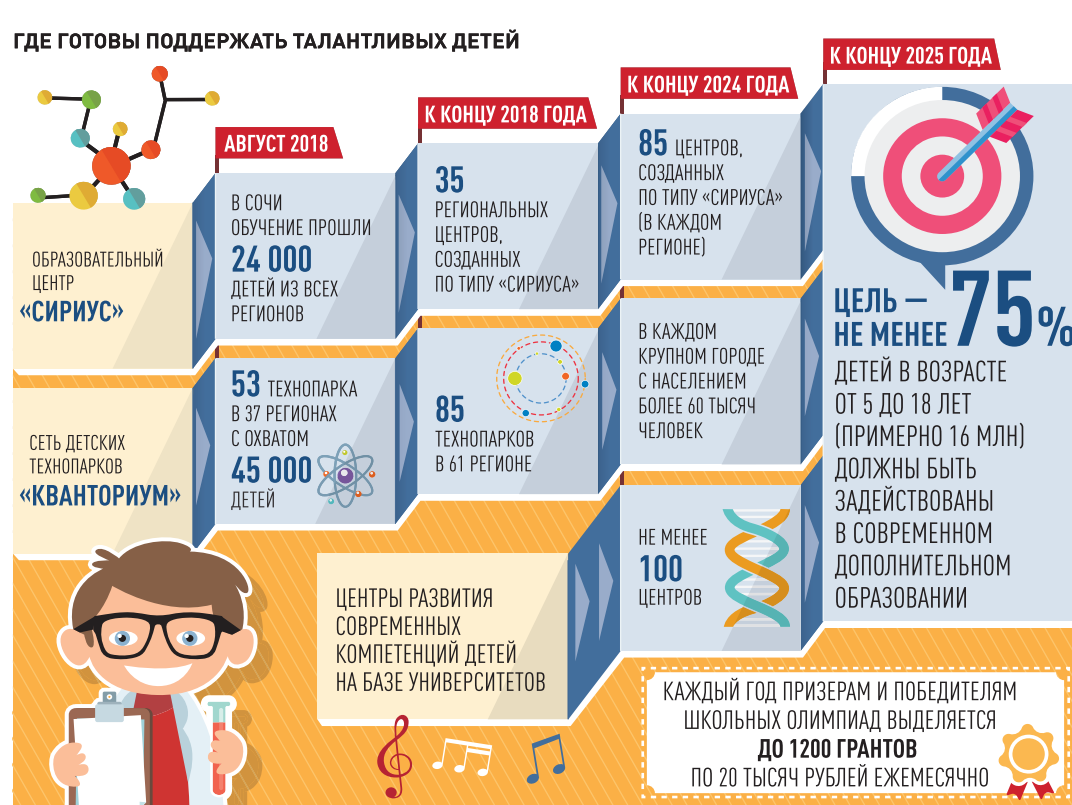 ГДЕ ГОТОВЫ ПОДДЕРЖАТЬ ТАЛАНТЛИВЫХ ДЕТЕЙ
ОБРАЗОВАТЕЛЬНЫЙ
ЦЕНТР
«СИРИУС»
АВГУСТ 2018
В СОЧИ
ОБУЧЕНИЕ ПРОШЛИ
24 000
ДЕТЕЙ ИЗ ВСЕХ
РЕГИОНОВ
К КОНЦУ 2018 ГОДА
35
РЕГИОНАЛЬНЫХ
ЦЕНТРОВ,
СОЗДАННЫХ
ПО ТИПУ «СИРИУСА»
К КОНЦУ 2024 ГОДА
85 ЦЕНТРОВ,
СОЗДАННЫХ
ПО ТИПУ «СИРИУСА»
(В КАЖДОМ
РЕГИОНЕ)
СЕТЬ ДЕТСКИХ
ТЕХНОПАРКОВ
«КВАНТОРИУМ»
53 ТЕХНОПАРКА
В 37 РЕГИОНАХ
С ОХВАТОМ
45 000
ДЕТЕЙ
85
ТЕХНОПАРКОВ
В 61 РЕГИОНЕ
В КАЖДОМ
КРУПНОМ ГОРОДЕ
С НАСЕЛЕНИЕМ
БОЛЕЕ 60 ТЫСЯЧ
ЧЕЛОВЕК
ЦЕНТРЫ РАЗВИТИЯ
СОВРЕМЕННЫХ
КОМПЕТЕНЦИЙ ДЕТЕЙ
НА БАЗЕ УНИВЕРСИТЕТОВ
НЕ МЕНЕЕ
100
ЦЕНТРОВ
К КОНЦУ 2025 ГОДА
ЦЕЛЬ –
НЕ МЕНЕЕ 75%
ДЕТЕЙ В ВОЗРАСТЕ
ОТ 5 ДО 18 ЛЕТ
(ПРИМЕРНО 16 МЛН)
ДОЛЖНЫ БЫТЬ
ЗАДЕЙСТВОВАНЫ
В СОВРЕМЕННОМ
ДОПОЛНИТЕЛЬНОМ
ОБРАЗОВАНИИ
КАЖДЫЙ ГОД ПРИЗЕРАМ И ПОБЕДИТЕЛЯМ
ШКОЛЬНЫХ ОЛИМПИАД ВЫДЕЛЯЕТСЯ
ДО 1200 ГРАНТОВ
ПО 20 ТЫСЯЧ РУБЛЕЙ ЕЖЕМЕСЯЧНО